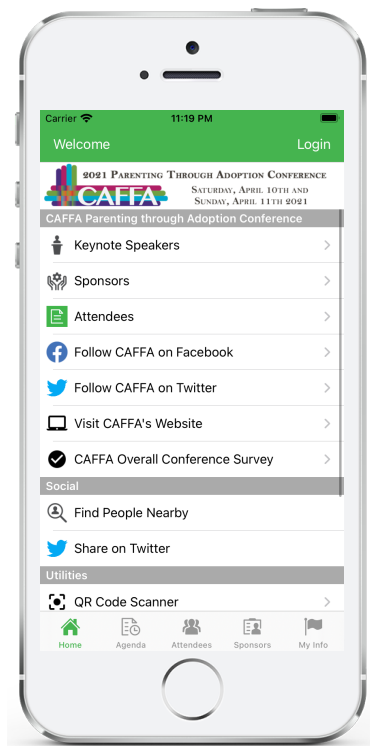 Carrier 11:19 PM
Welcome Login
2021 Parenting Through Adoption Conference
CAFFA
Saturday, April 10th and
Sunday, April 11th 2021
CAFFA Parenting through Adoption Conference
Keynote Speakers
Sponsors
Attendees
Follow CAFFA on Facebook
Follow CAFFA on Twitter
Visit CAFFA's Website
CAFFA Overall Conference Survey
Social
Find People Nearby
Share on Twitter
Utilities
QR Code Scanner
Home Agenda Attendees Sponsors My Info